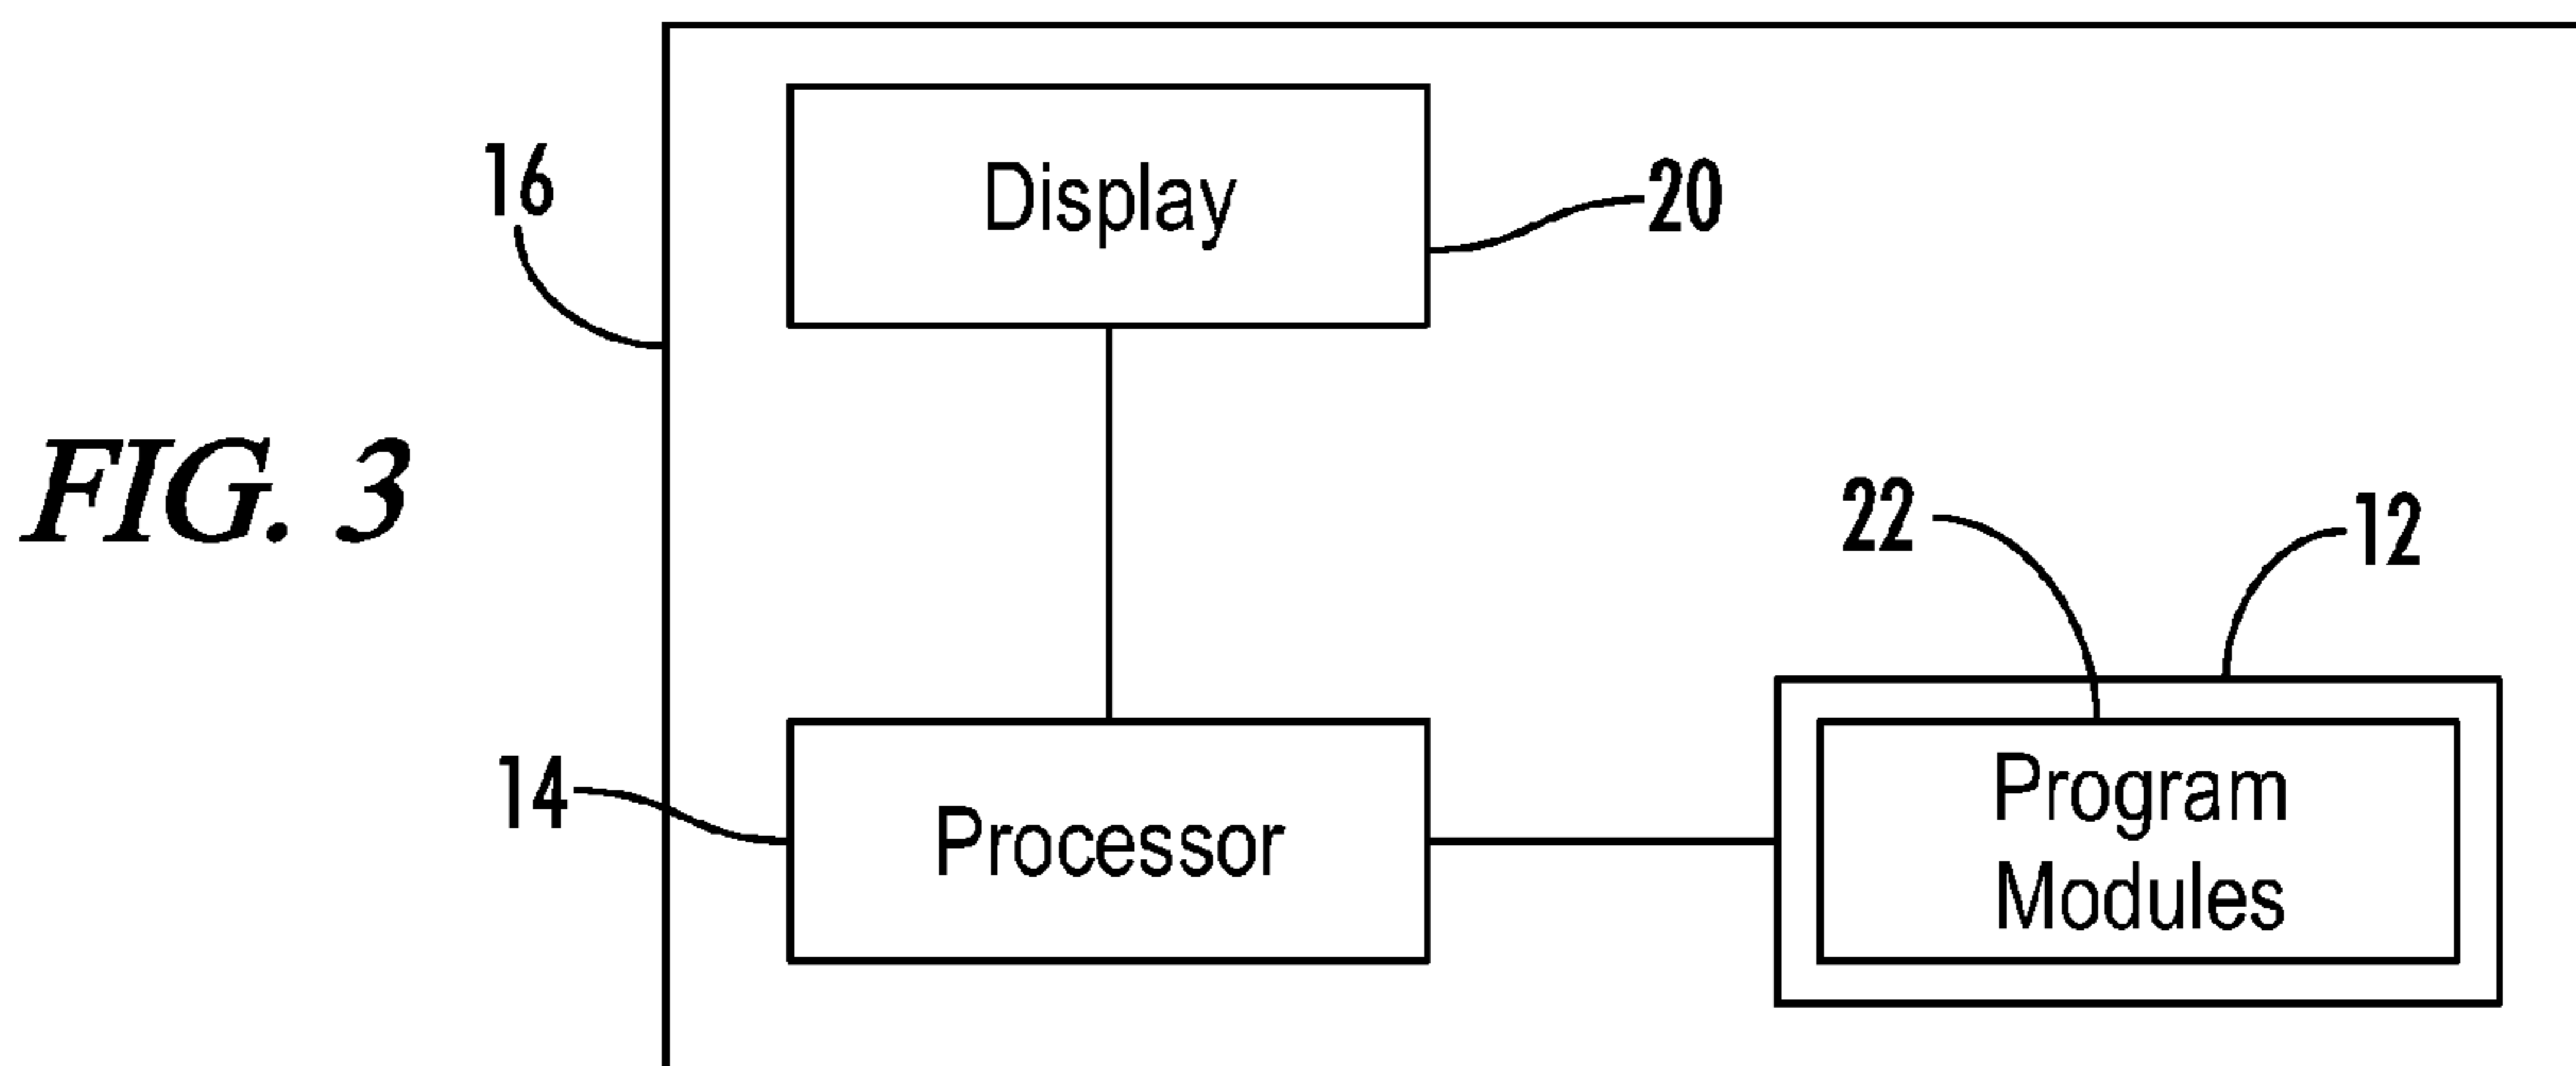 16
Display
20
FIG. 3
22
12
14
Processor
Program
Modules